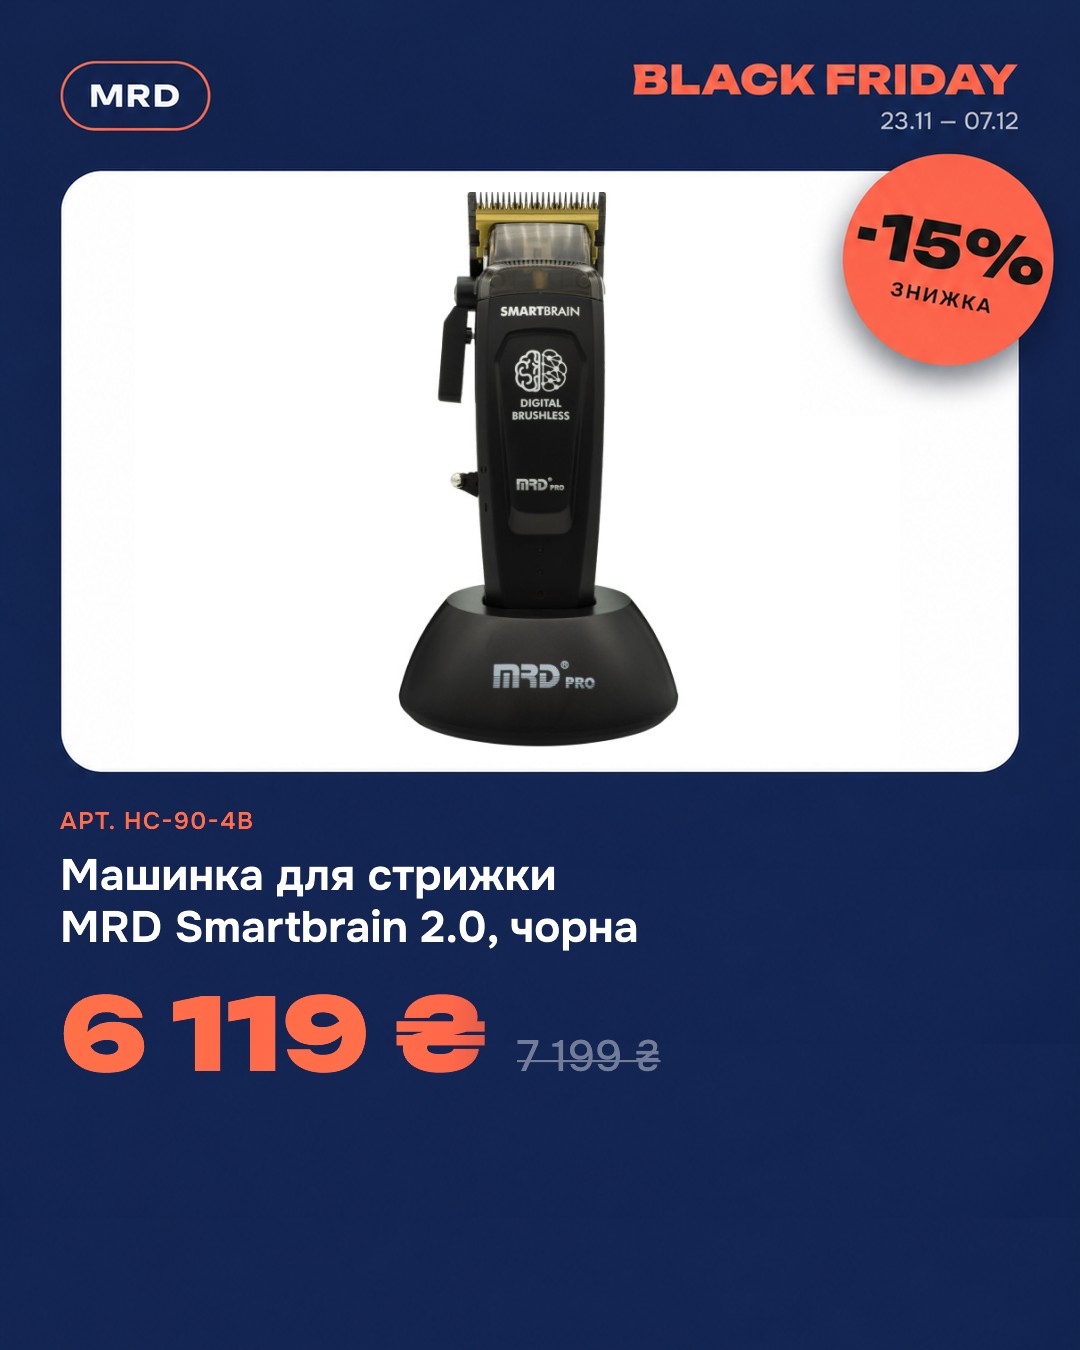 MRD
BLACK FRIDAY
23.11 – 07.12
-15%
ЗНИЖКА
SMARTBRAIN
DIGITAL
BRUSHLESS
MRD® PRO
MRD® PRO
АРТ. HC-90-4B
Машинка для стрижки
MRD Smartbrain 2.0, чорна
6 119 ₴ 7 199 ₴